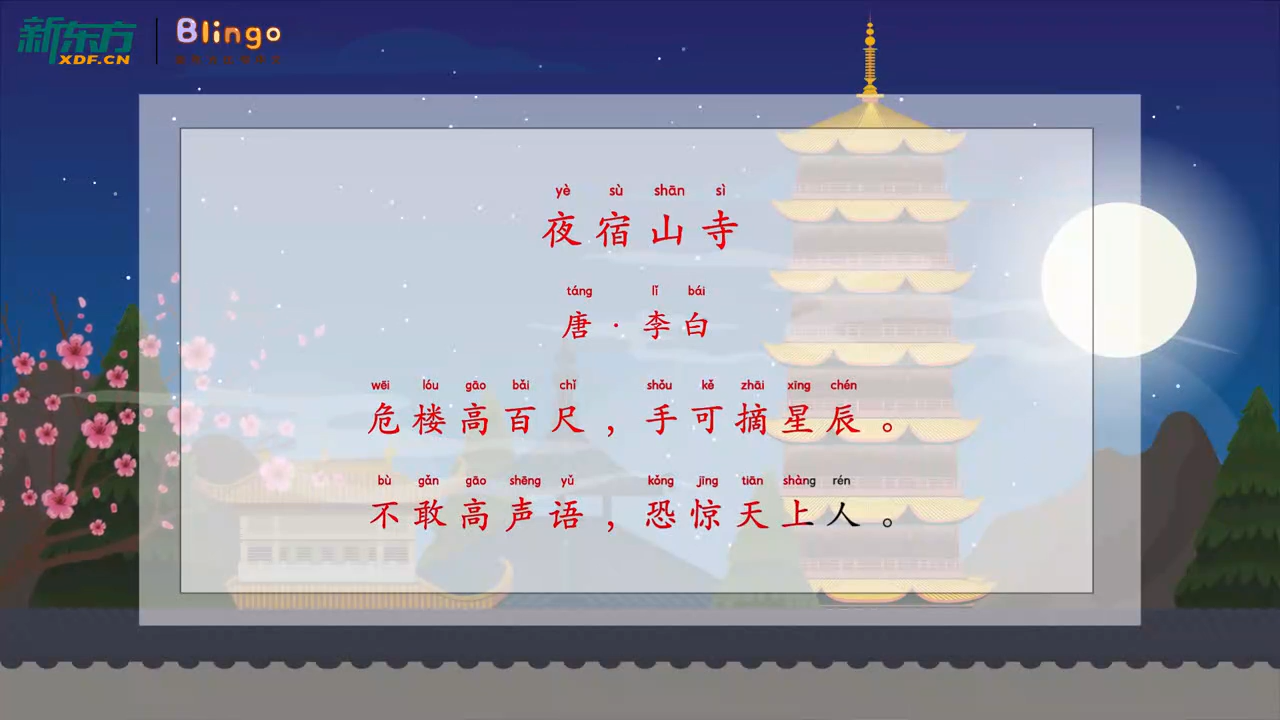 新东方
XDF.CN
Blingo
yè sù shān sì
夜宿山寺
táng lǐ bái
唐·李白
wēi lóu gāo bǎi chǐ shǒu kě zhāi xīng chén
危楼高百尺，手可摘星辰。
bù gǎn gāo shēng yǔ kǒng jīng tiān shàng rén
不敢高声语，恐惊天上人。